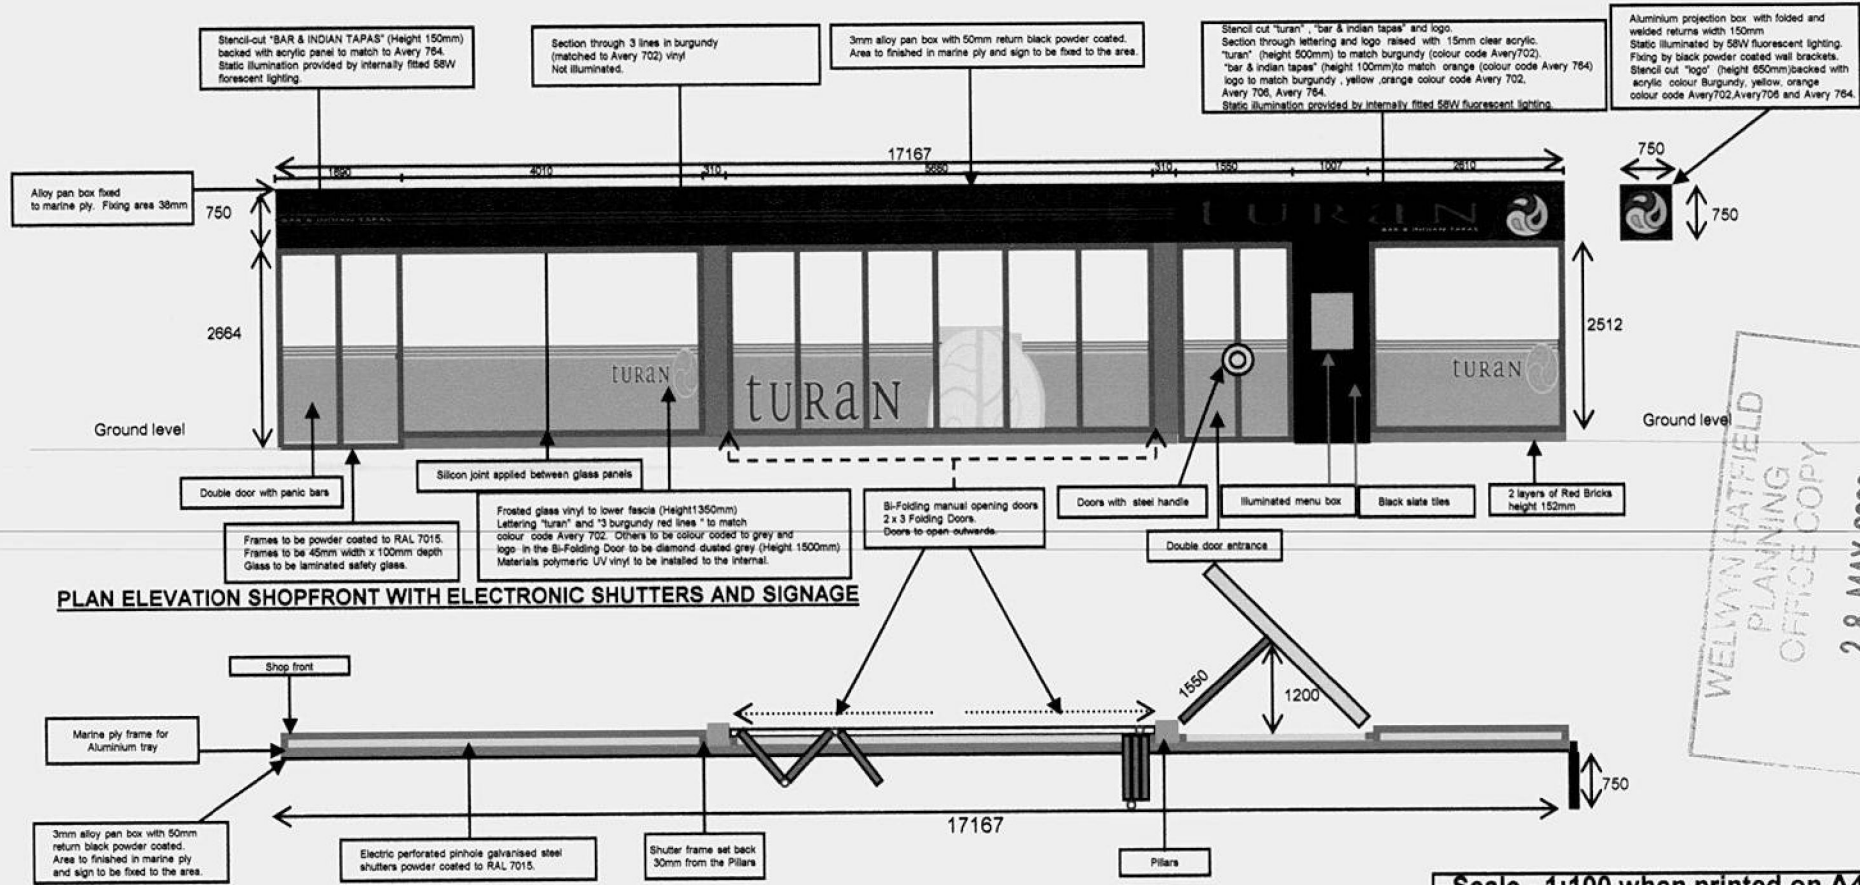 Stencil-cut "BAR & INDIAN TAPAS" (Height 150mm)
backed with acrylic panel to match to Avery 764.
Static illumination provided by internally fitted 58W
florescent lighting.
Section through 3 lines in burgundy
(matched to Avery 702) vinyl
Not illuminated.
3mm alloy pan box with 50mm return black powder coated.
Area to finished in marine ply and sign to be fixed to the area.
Stencil cut "turan" , "bar & indian tapas" and logo.
Section through lettering and logo raised with 15mm clear acrylic.
"turan" (height 500mm) to match burgundy (colour code Avery702).
"bar & indian tapas" (height 100mm)to match orange (colour code Avery 764)
logo to match burgundy , yellow ,orange colour code Avery 702,
Avery 706, Avery 764.
Static illumination provided by internally fitted 58W fluorescent lighting.
Aluminium projection box with folded and
welded returns width 150mm
Static illuminated by 58W fluorescent lighting.
Fixing by black powder coated wall brackets.
Stencil cut "logo" (height 650mm)backed with
acrylic colour Burgundy, yellow, orange
colour code Avery702,Avery706 and Avery 764.
17167
1890 4010 310 5680 310 1550 1007 2610
750
Alloy pan box fixed
to marine ply. Fixing area 38mm
750
750
BAR & INDIAN TAPAS
tURaN
BAR & INDIAN TAPAS
2664
2512
tURaN
tURaN
tURaN
Ground level
Ground level
Double door with panic bars
Silicon joint applied between glass panels
Frames to be powder coated to RAL 7015.
Frames to be 45mm width x 100mm depth
Glass to be laminated safety glass.
Frosted glass vinyl to lower fascia (Height1350mm)
Lettering "turan" and "3 burgundy red lines " to match
colour code Avery 702. Others to be colour coded to grey and
logo in the Bi-Folding Door to be diamond dusted grey (Height 1500mm)
Materials polymeric UV vinyl to be installed to the internal.
Bi-Folding manual opening doors
2 x 3 Folding Doors.
Doors to open outwards.
Doors with steel handle
Illuminated menu box
Black slate tiles
2 layers of Red Bricks
height 152mm
Double door entrance
PLAN ELEVATION SHOPFRONT WITH ELECTRONIC SHUTTERS AND SIGNAGE
WELWYN HATFIELD
PLANNING
OFFICE COPY
28 MAY
Shop front
Marine ply frame for
Aluminium tray
1550
1200
750
17167
3mm alloy pan box with 50mm
return black powder coated.
Area to finished in marine ply
and sign to be fixed to the area.
Electric perforated pinhole galvanised steel
shutters powder coated to RAL 7015.
Shutter frame set back
30mm from the Pillars
Pillars
Scale - 1:100 when printed on A4